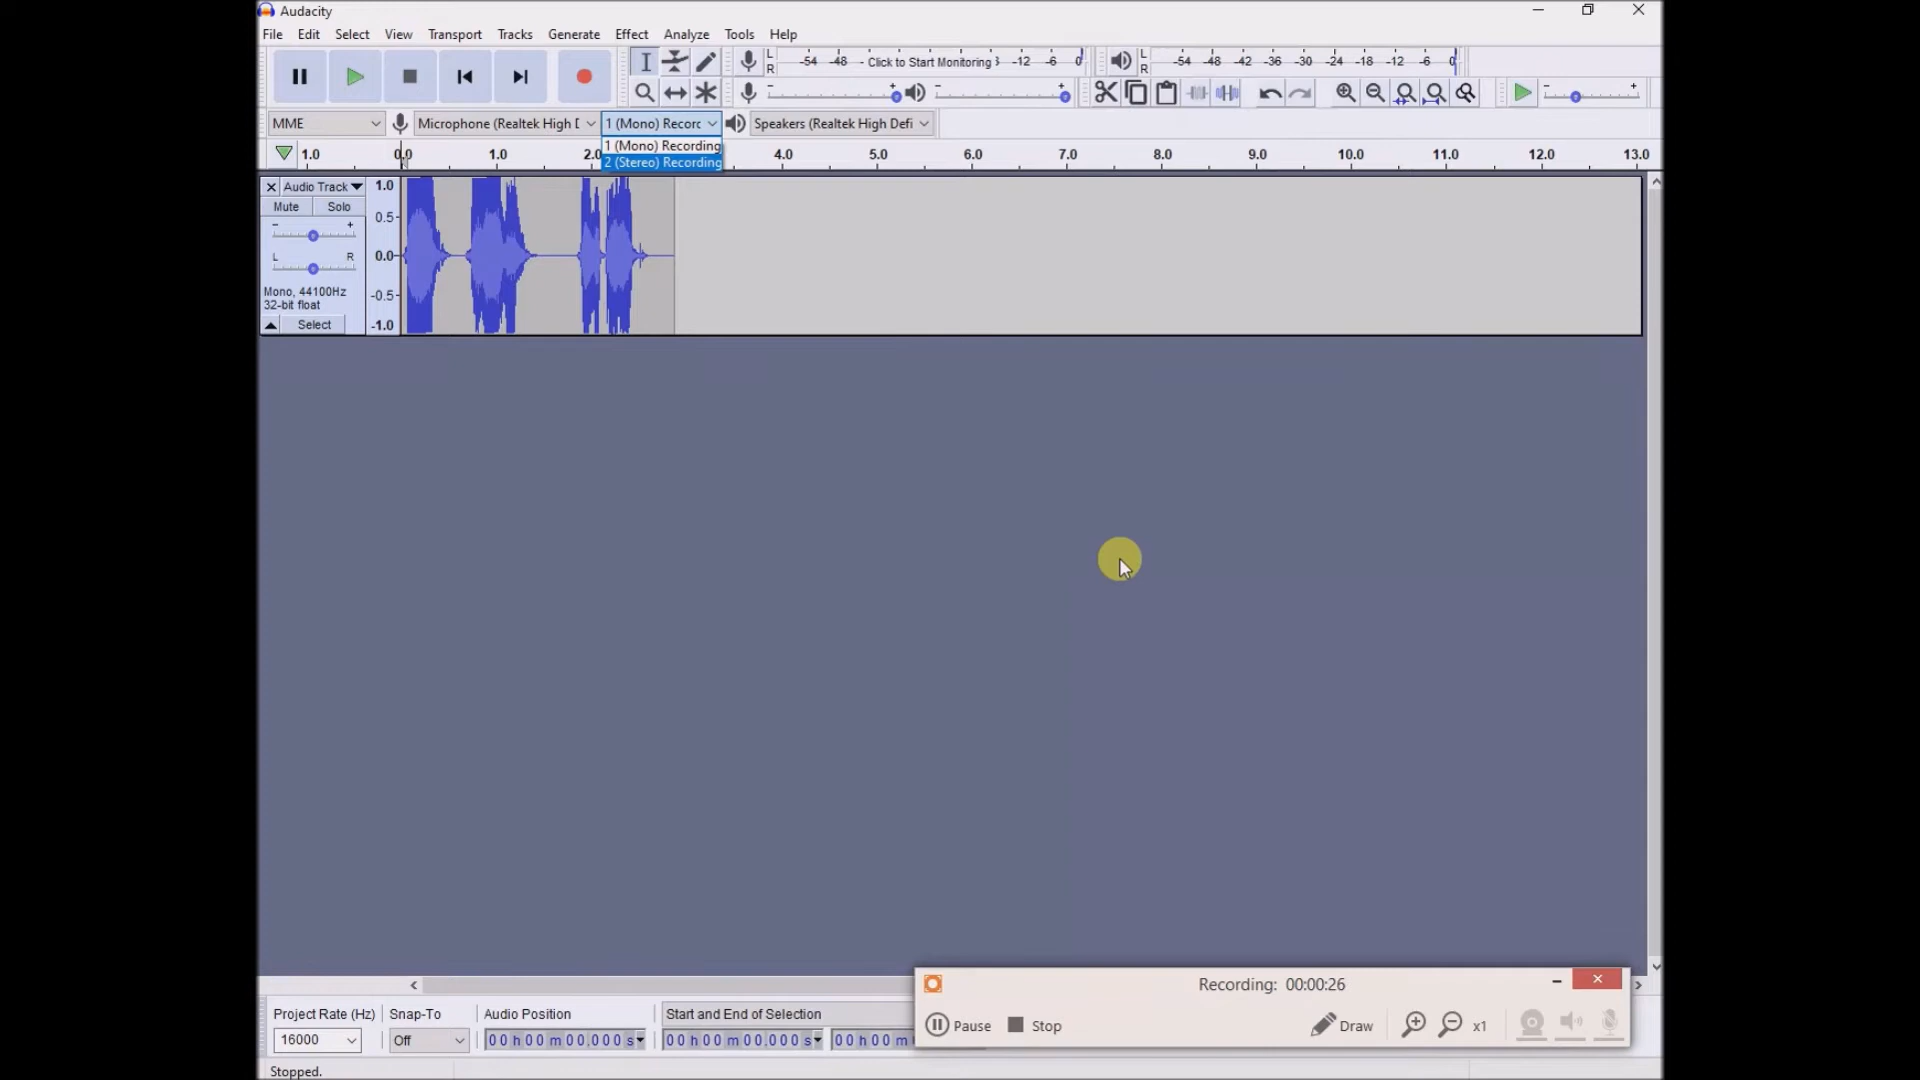 Audacity
File Edit Select View Transport Tracks Generate Effect Analyze Tools Help
L
R
-54 -48 - Click to Start Monitoring -12 -6 0
L
R
-54 -48 -42 -36 -30 -24 -18 -12 -6 0
- + - + - +
MME Microphone (Realtek High 1 (Mono) Recorc Speakers (Realtek High Defi
1 (Mono) Recording
2 (Stereo) Recording
1.0 0.0 1.0 2.0 4.0 5.0 6.0 7.0 8.0 9.0 10.0 11.0 12.0 13.0
Audio Track 1.0
Mute Solo
0.5
- +
L R
0.0
Mono, 44100Hz
32-bit float
-0.5
Select
-1.0
Recording: 00:00:26
Pause Stop Draw x1
Project Rate (Hz) Snap-To Audio Position Start and End of Selection
16000 Off 00 h 00 m 00.000 s 00 h 00 m 00.000 s 00 h 00 m
Stopped.